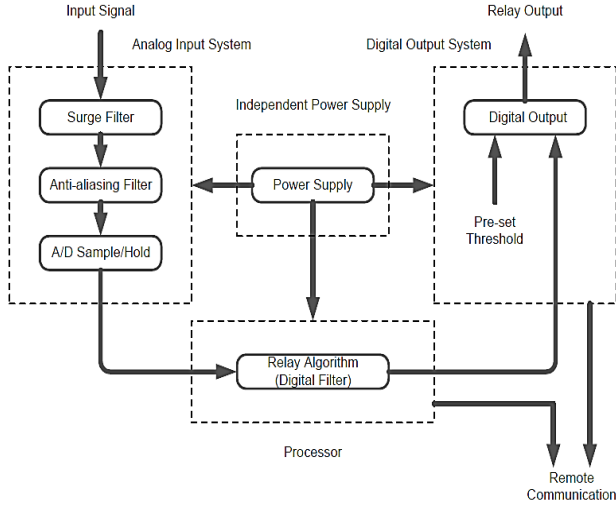 Input Signal
Relay Output
Analog Input System
Digital Output System
Surge Filter
Independent Power Supply
Digital Output
Anti-aliasing Filter
Power Supply
Pre-set
Threshold
A/D Sample/Hold
Relay Algorithm
(Digital Filter)
Processor
Remote
Communication